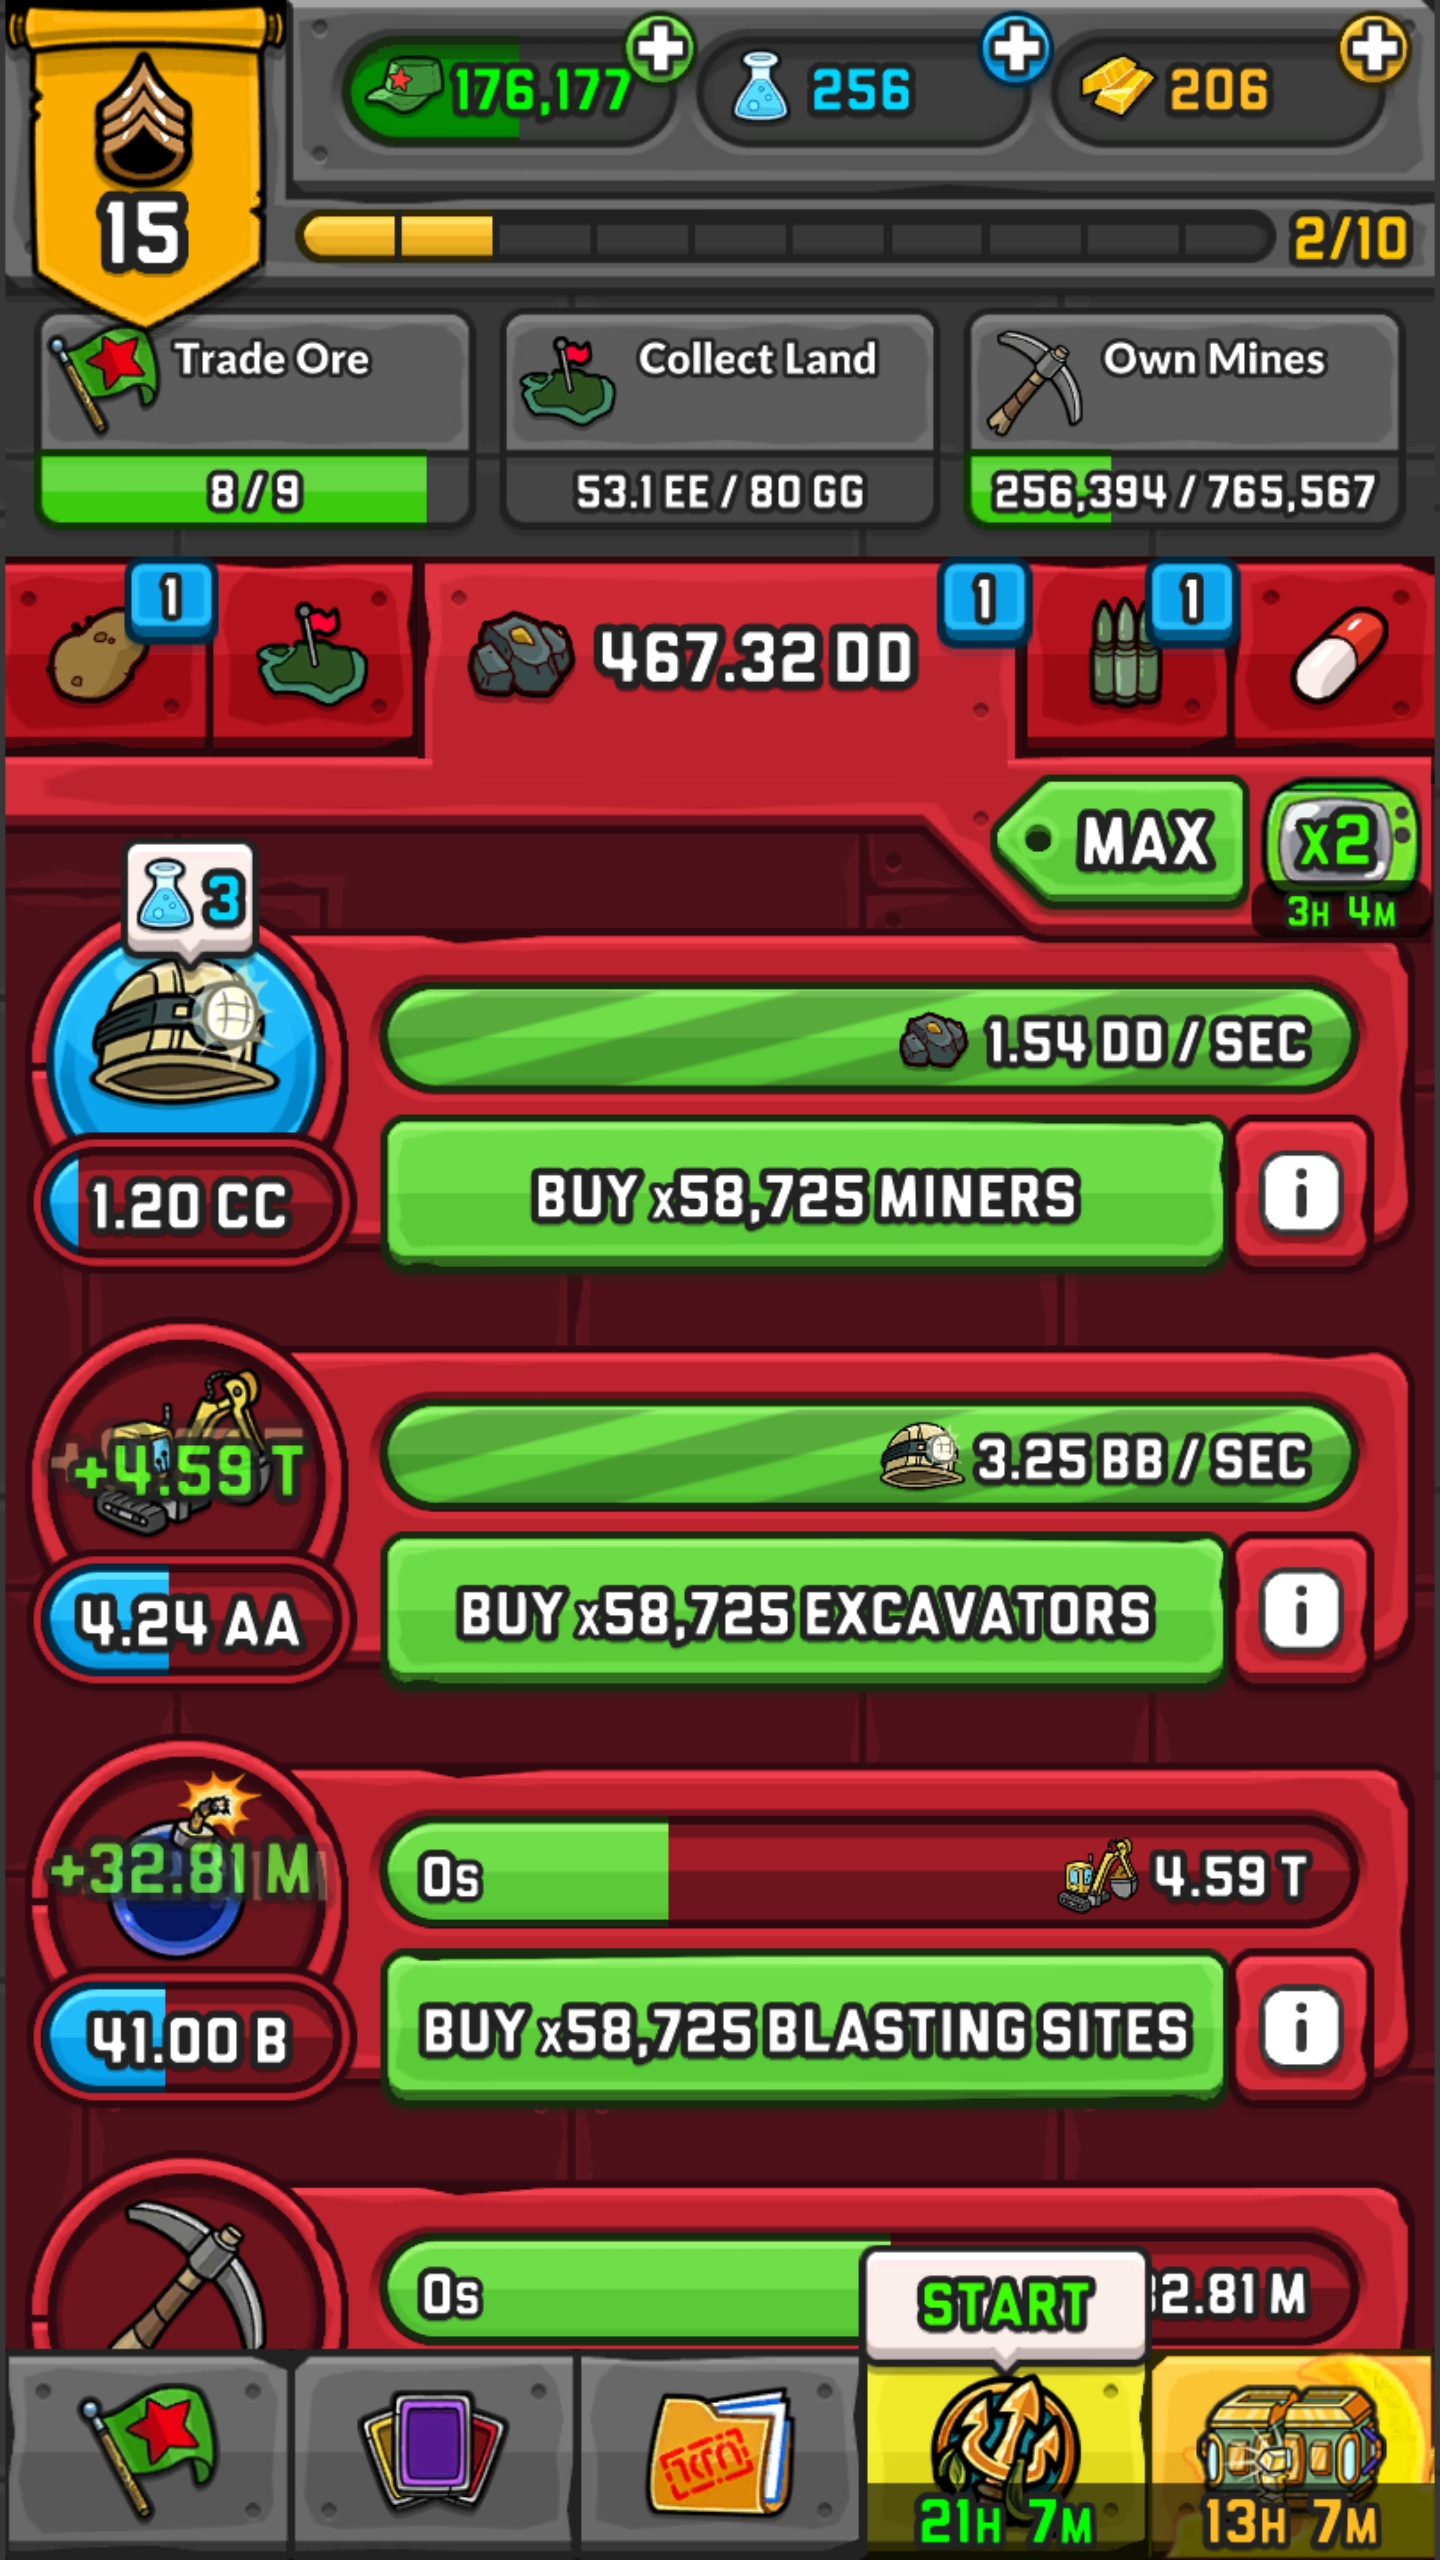 176,177
256
206
15
2/10
Trade Ore
Collect Land
Own Mines
8/9
53.1 EE / 80 GG
256,394 / 765,567
1
467.32 DD
1
1
MAX
x2
3H 4M
3
1.54 DD / SEC
1.20 CC
BUY x58,725 MINERS
i
+4.59 T
3.25 BB / SEC
4.24 AA
BUY x58,725 EXCAVATORS
i
+32.81 M
0s
4.59 T
41.00 B
BUY x58,725 BLASTING SITES
i
0s
2.81 M
START
21H 7M
13H 7M